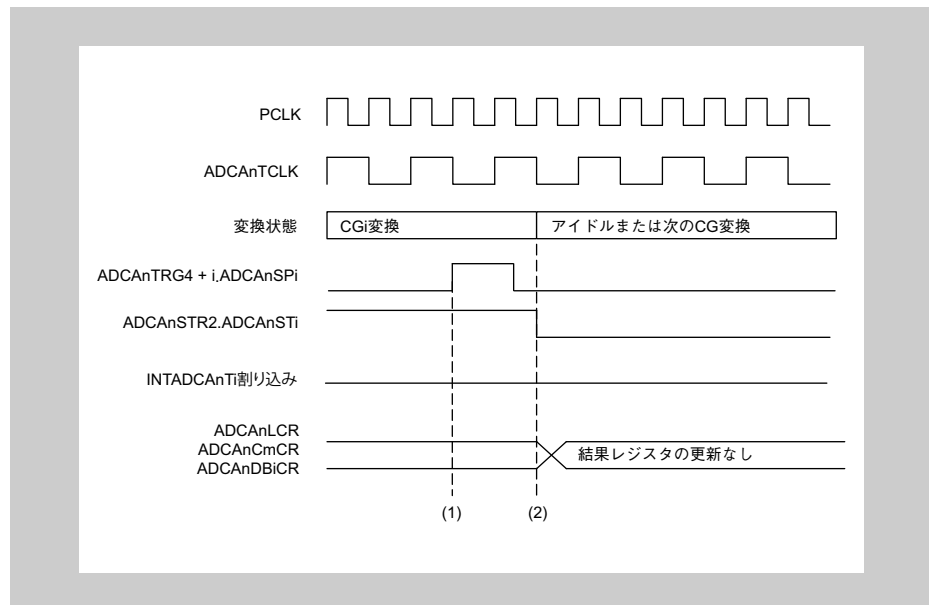 PCLK
ADCAnTCLK
変換状態
CGi変換
アイドルまたは次のCG変換
ADCAnTRG4 + i.ADCAnSPi
ADCAnSTR2.ADCAnSTi
INTADCAnTi割り込み
ADCAnLCR
ADCAnCmCR
ADCAnDBiCR
結果レジスタの更新なし
(1)
(2)